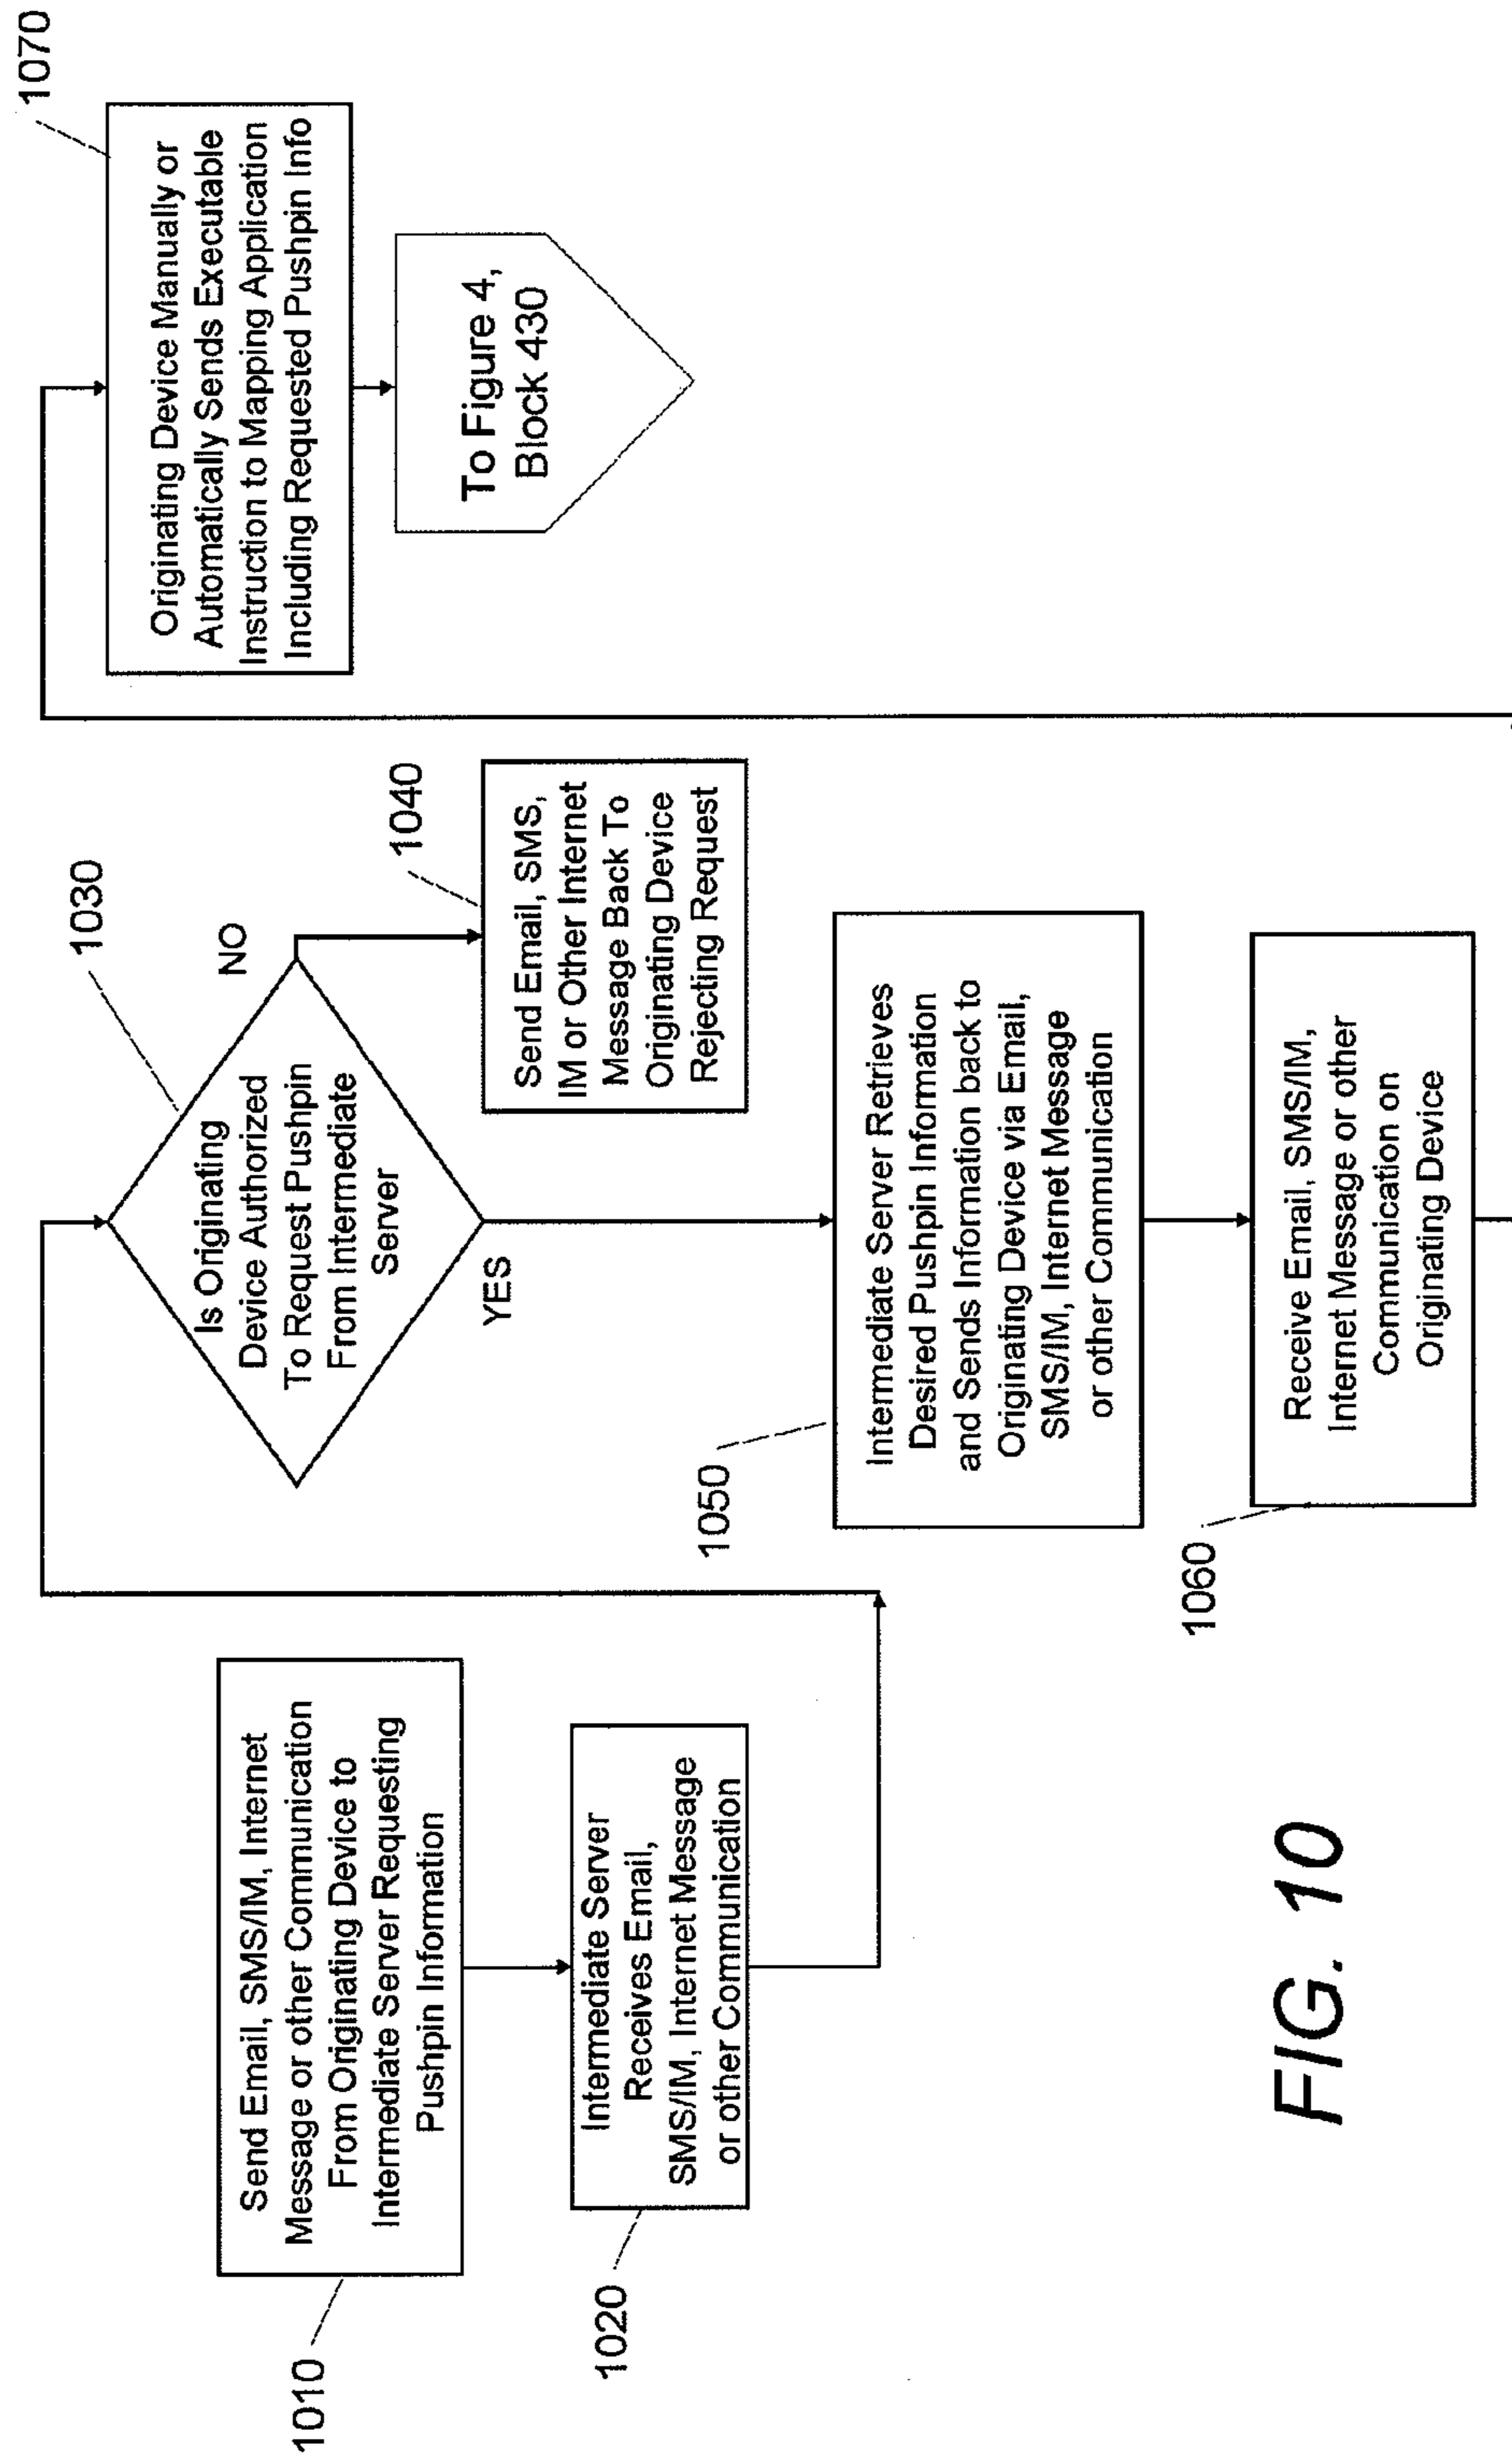 1010
Send Email, SMS/IM, Internet
Message or other Communication
From Originating Device to
Intermediate Server Requesting
Pushpin Information
1020
Intermediate Server
Receives Email,
SMS/IM, Internet Message
or other Communication
1030
Is Originating
Device Authorized
To Request Pushpin
From Intermediate
Server
NO
YES
1040
Send Email, SMS,
IM or Other Internet
Message Back To
Originating Device
Rejecting Request
1050
Intermediate Server Retrieves
Desired Pushpin Information
and Sends Information back to
Originating Device via Email,
SMS/IM, Internet Message
or other Communication
1060
Receive Email, SMS/IM,
Internet Message or other
Communication on
Originating Device
1070
Originating Device Manually or
Automatically Sends Executable
Instruction to Mapping Application
Including Requested Pushpin Info
To Figure 4,
Block 430
FIG. 10